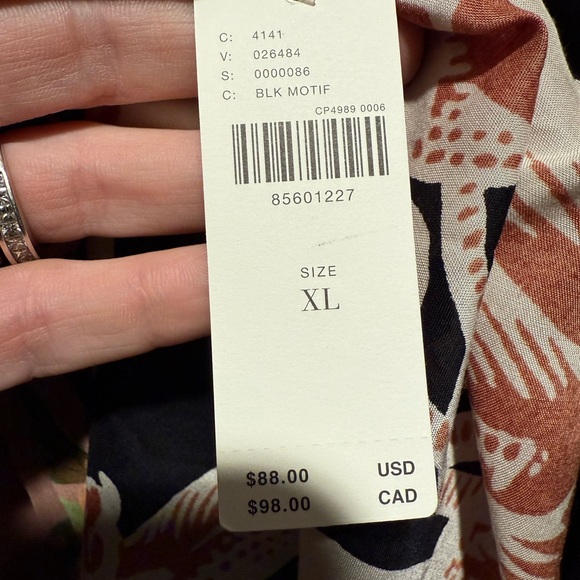 C: 4141
V: 026484
S: 0000086
C: BLK MOTIF
CP4989 0006
85601227
SIZE
XL
$88.00 USD
$98.00 CAD